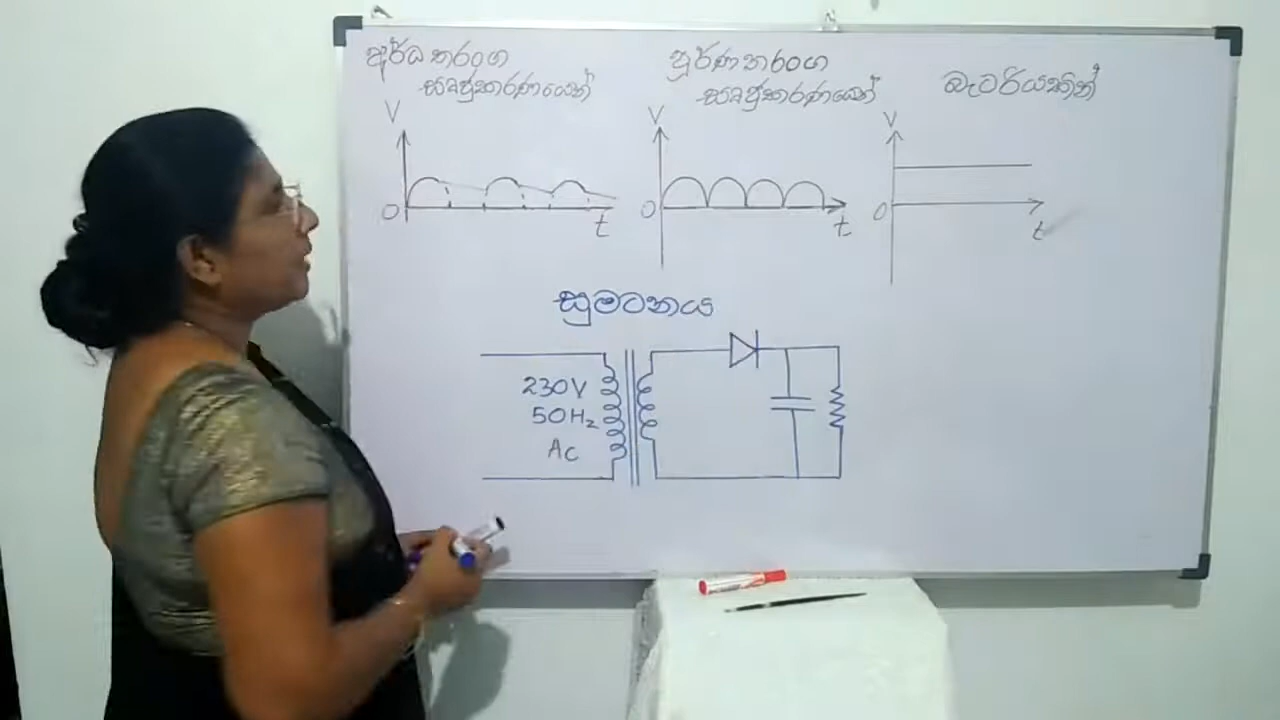 අර්ධ තරංග
සෘජුකරණයෙන්
V
0
t
පූර්ණ තරංග
සෘජුකරණයෙන්
V
0
t
බැටරියකින්
V
0
t
සුමටනය
230V
50Hz
AC